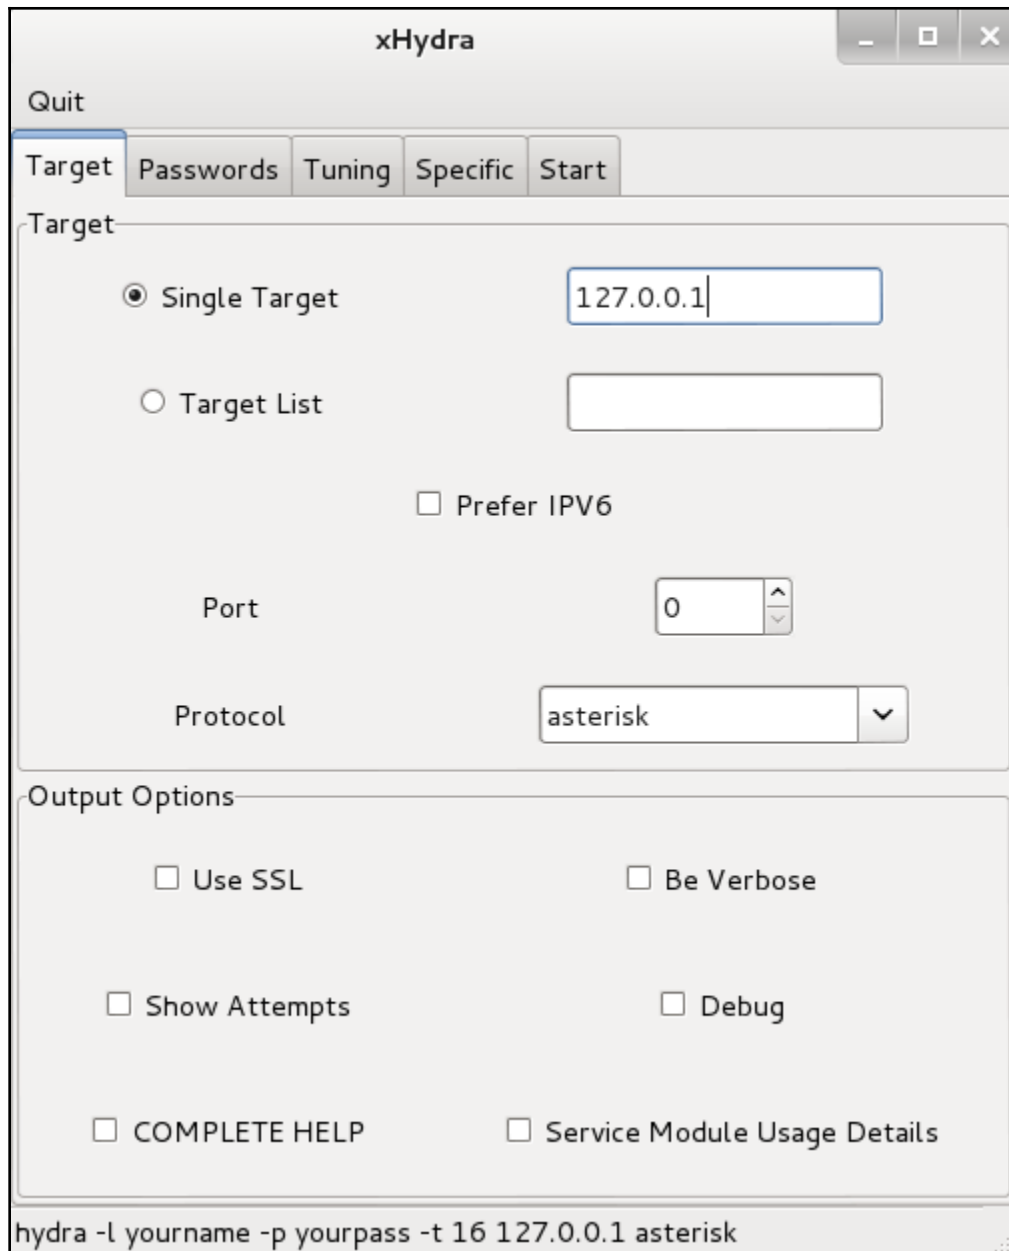 xHydra
Quit
Target Passwords Tuning Specific Start
Target
Single Target 127.0.0.1
Target List
Prefer IPV6
Port 0
Protocol asterisk
Output Options
Use SSL Be Verbose
Show Attempts Debug
COMPLETE HELP Service Module Usage Details
hydra -l yourname -p yourpass -t 16 127.0.0.1 asterisk